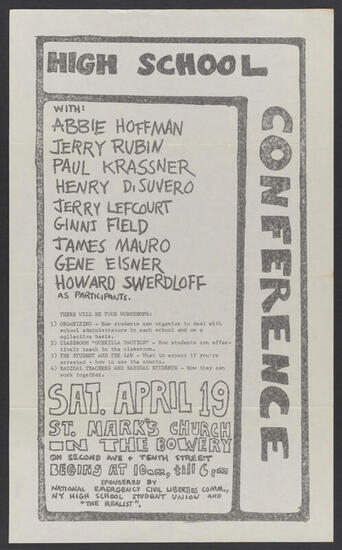 HIGH SCHOOL
CONFERENCE
WITH:
ABBIE HOFFMAN
JERRY RUBIN
PAUL KRASSNER
HENRY DISUVERO
JERRY LEFCOURT
GINNI FIELD
JAMES MAURO
GENE EISNER
HOWARD SWERDLOFF
AS PARTICIPANTS.
THERE WILL BE FOUR WORKSHOPS:
1) ORGANIZING - How students can organize to deal with
school administrators in each school and on a
collective basis.
2) CLASSROOM "GUERILLA TACTICS" - How students can effec-
tively teach in the classroom.
3) THE STUDENT AND THE LAW - What to expect if you're
arrested - how to use the courts.
4) RADICAL TEACHERS AND RADICAL STUDENTS - How they can
work together.
SAT. APRIL 19
ST. MARK'S CHURCH
IN THE BOWERY
ON SECOND AVE + TENTH STREET
BEGINS AT 10am, till 6pm
SPONSERED BY
NATIONAL EMERGENCY CIVIL LIBERTIES COMM.,
NY HIGH SCHOOL STUDENT UNION AND
"THE REALIST".